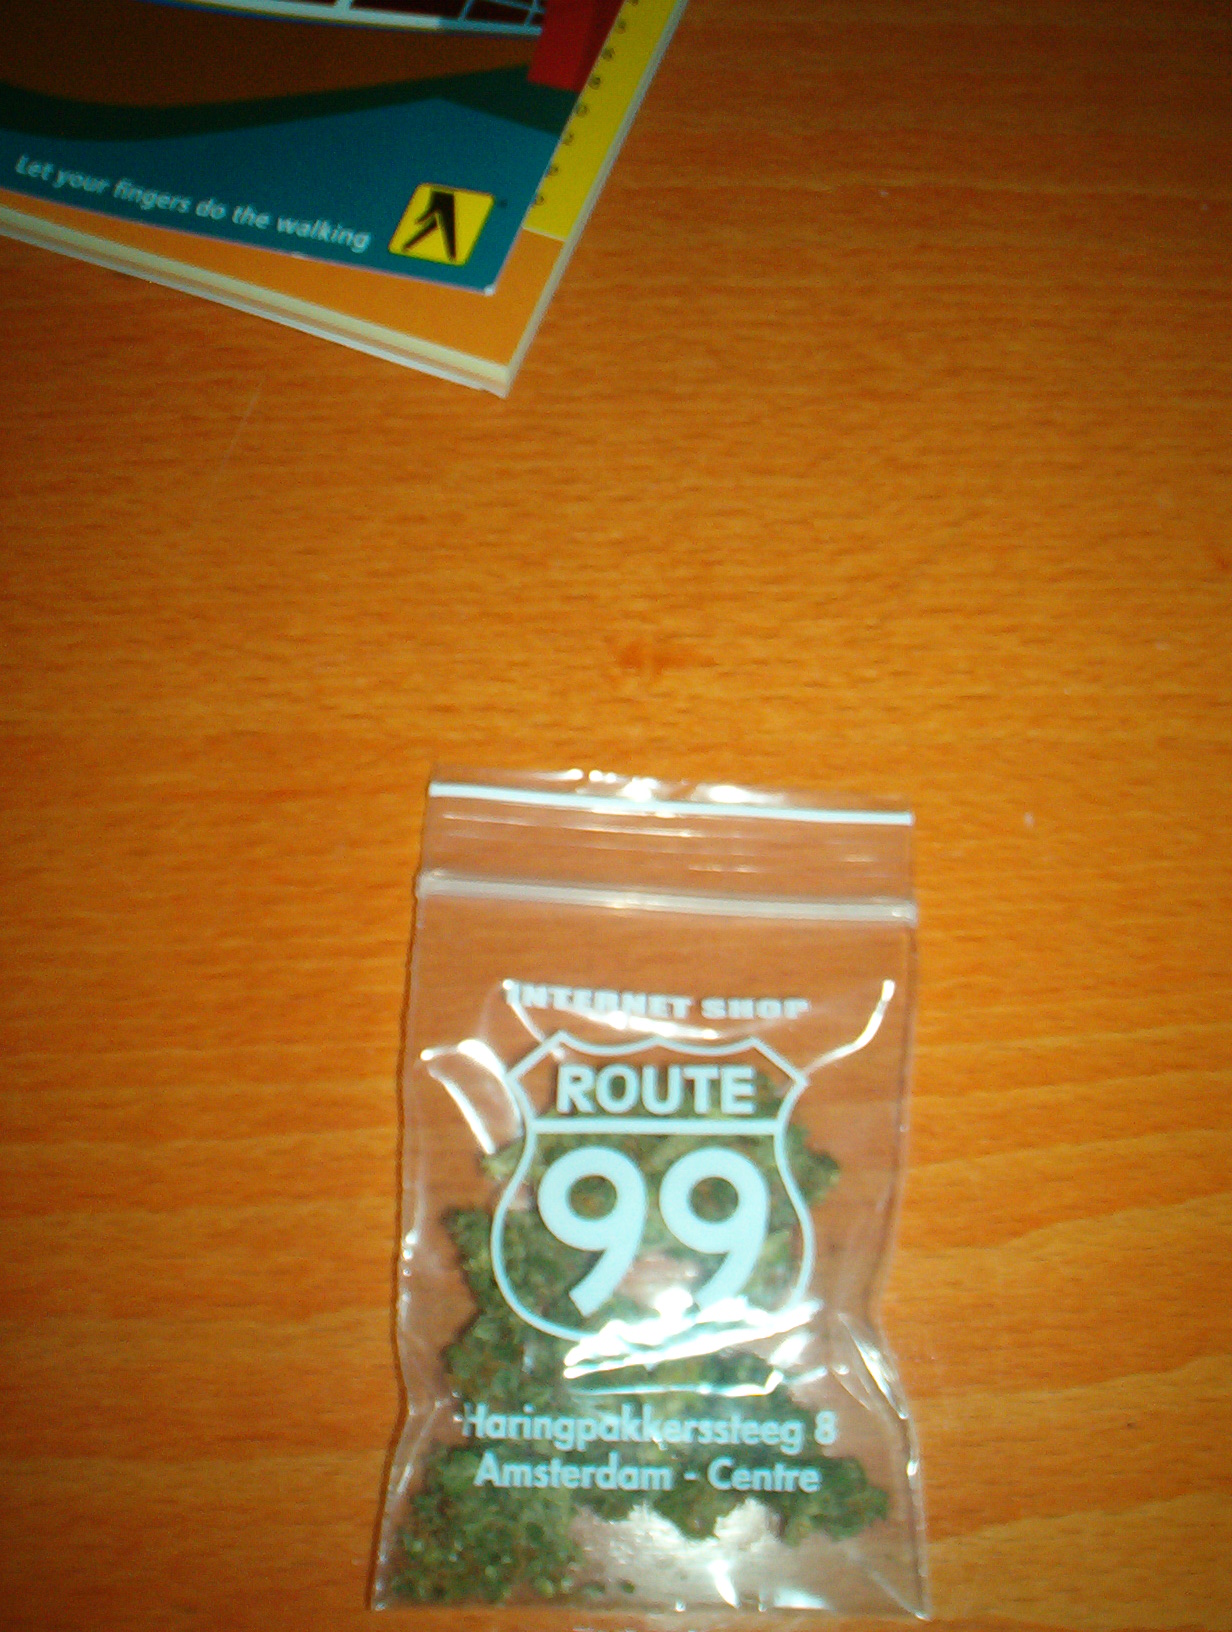 Let your fingers do the walking
INTERNET SHOP
ROUTE
99
Haringpakkerssteeg 8
Amsterdam - Centre